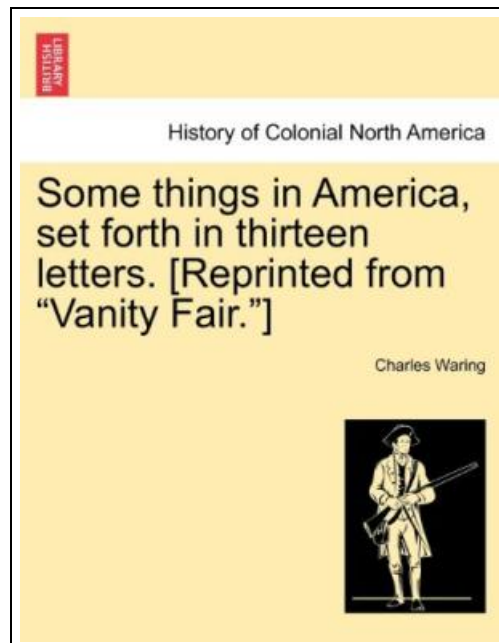 BRITISH
LIBRARY
History of Colonial North America
Some things in America,
set forth in thirteen
letters. [Reprinted from
“Vanity Fair.”]
Charles Waring